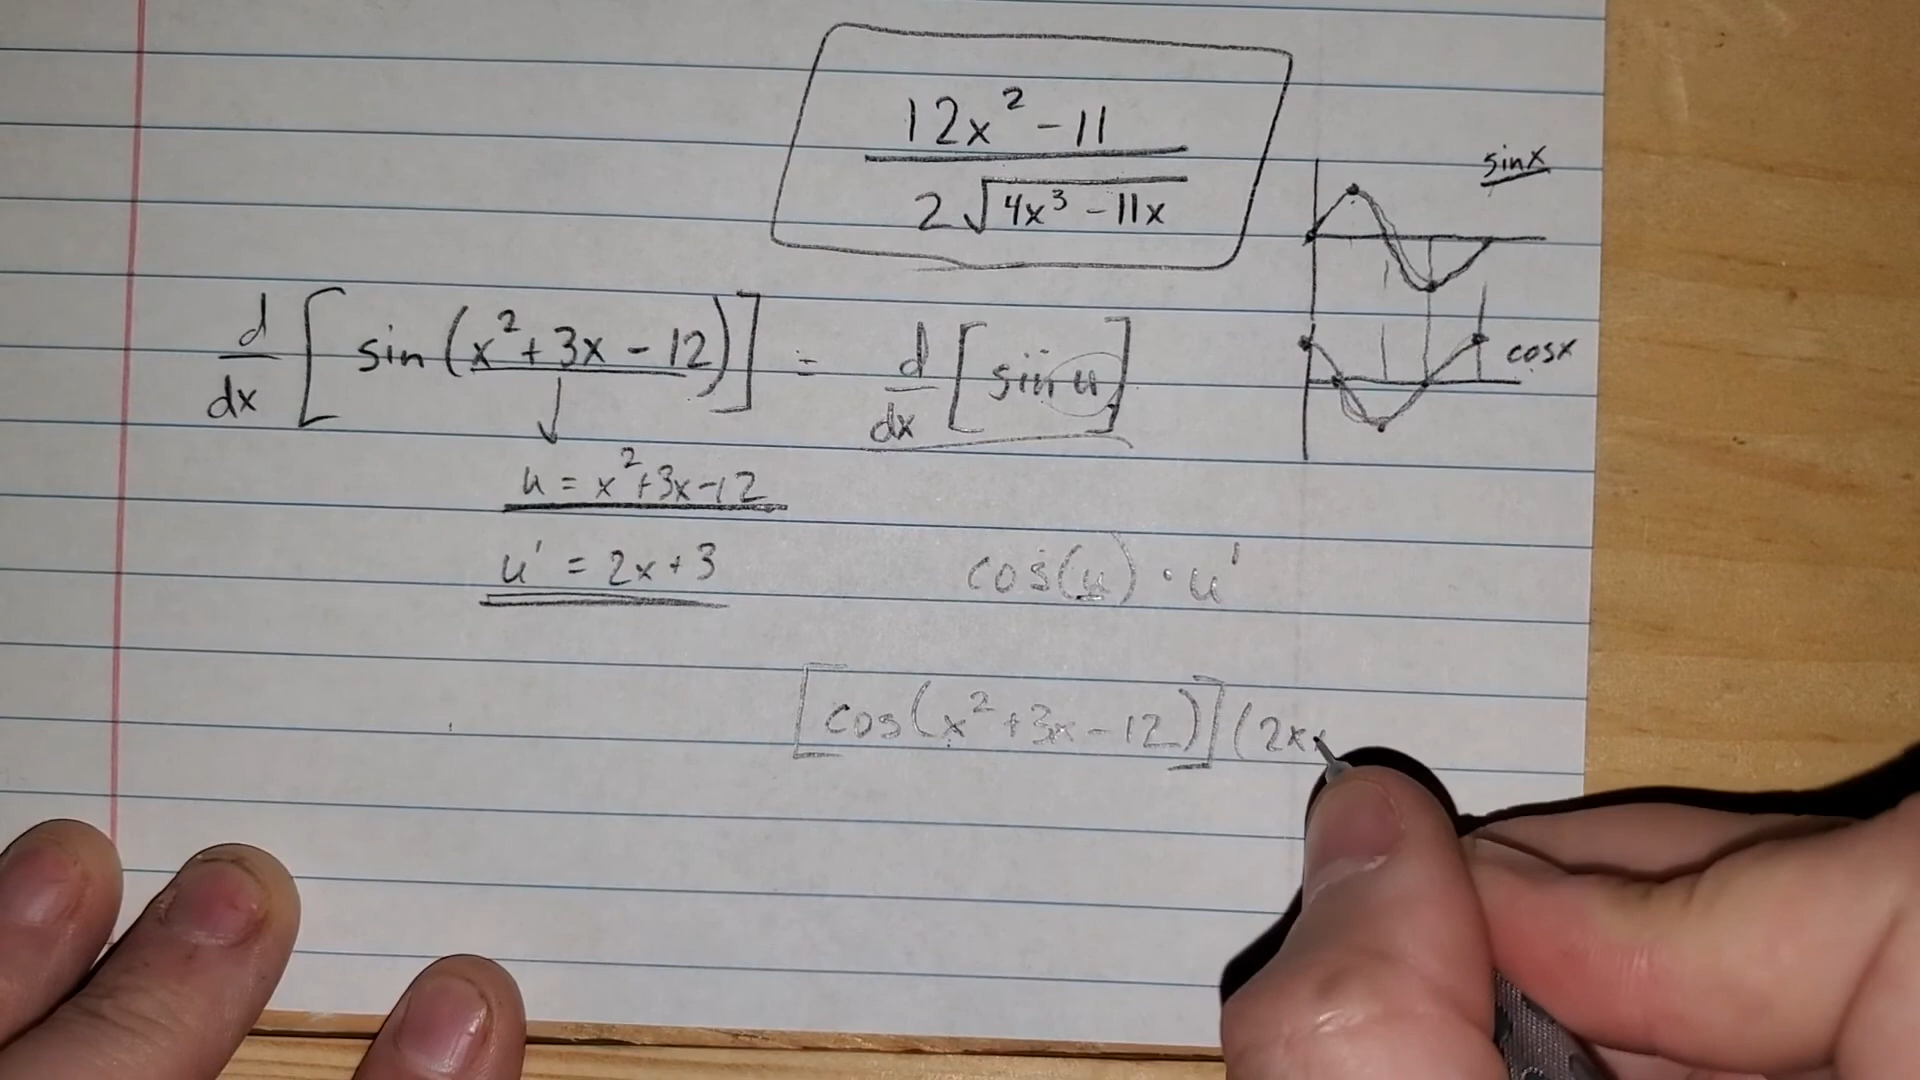 12x² - 11
2√4x³ - 11x
sinx
d/dx [sin(x² + 3x - 12)] = d/dx [sin u]
cosx
u = x² + 3x - 12
u' = 2x + 3
cos(u) · u'
[cos(x² + 3x - 12)](2x+